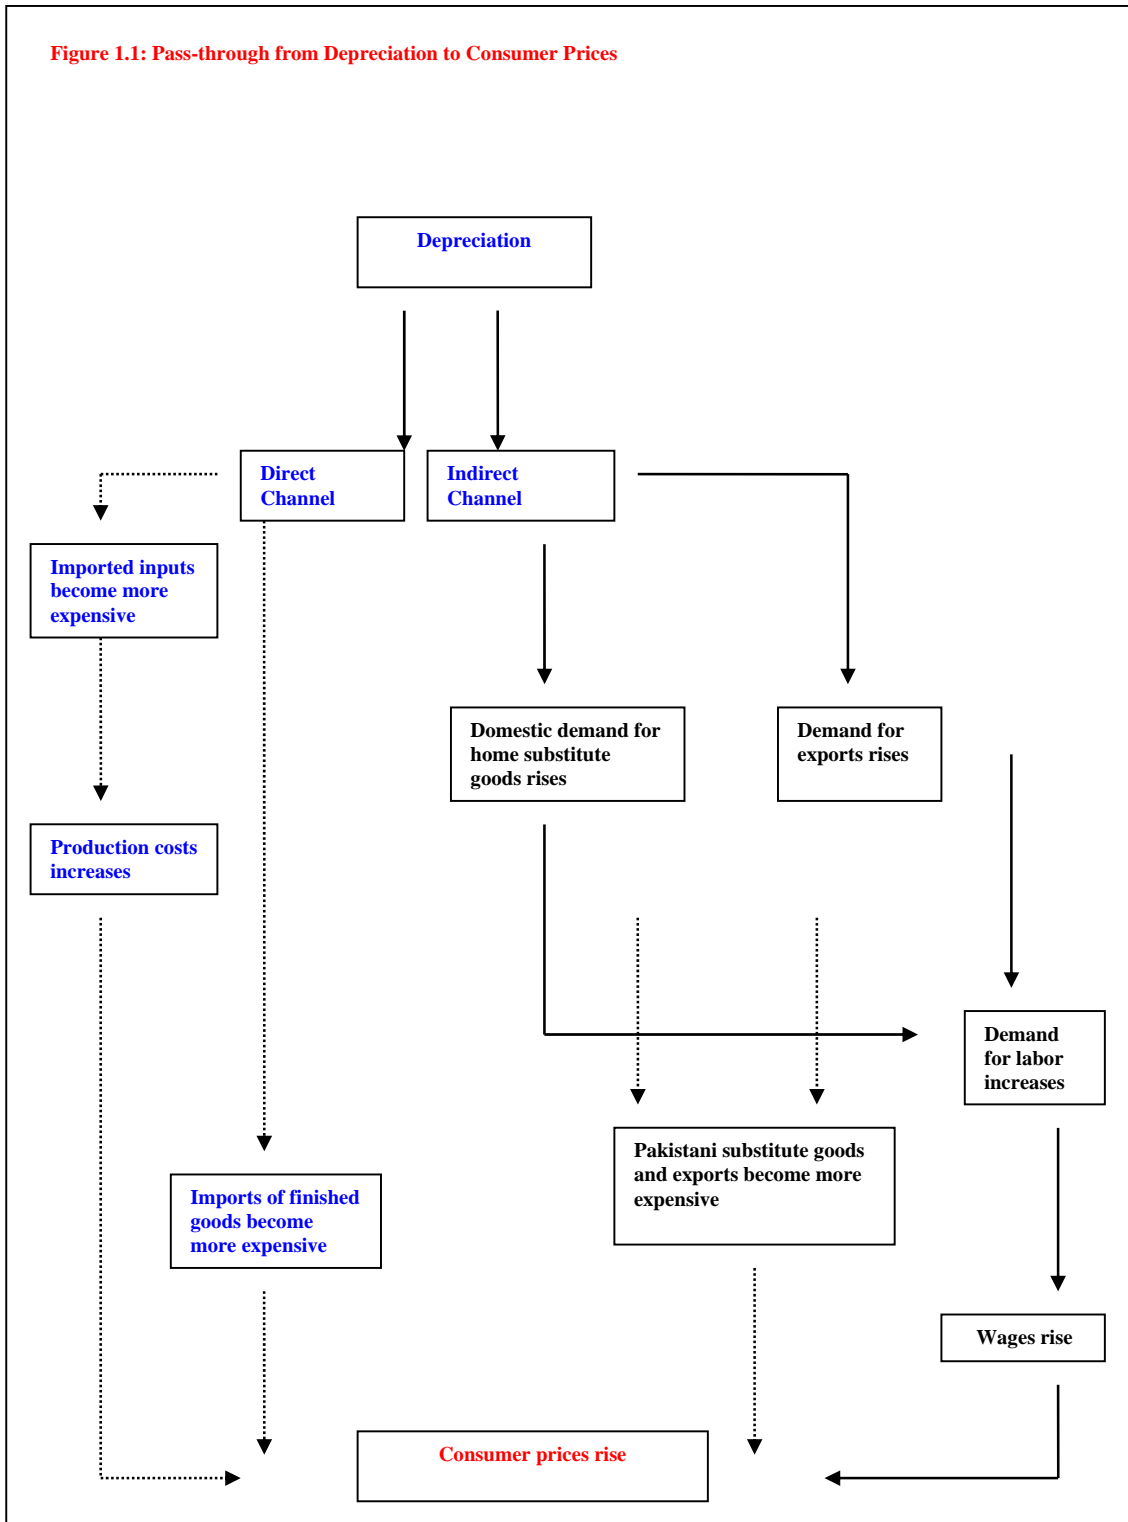 Figure 1.1: Pass-through from Depreciation to Consumer Prices
Depreciation
Direct
Channel
Indirect
Channel
Imported inputs
become more
expensive
Domestic demand for
home substitute
goods rises
Demand for
exports rises
Production costs
increases
Demand
for labor
increases
Pakistani substitute goods
and exports become more
expensive
Imports of finished
goods become
more expensive
Wages rise
Consumer prices rise